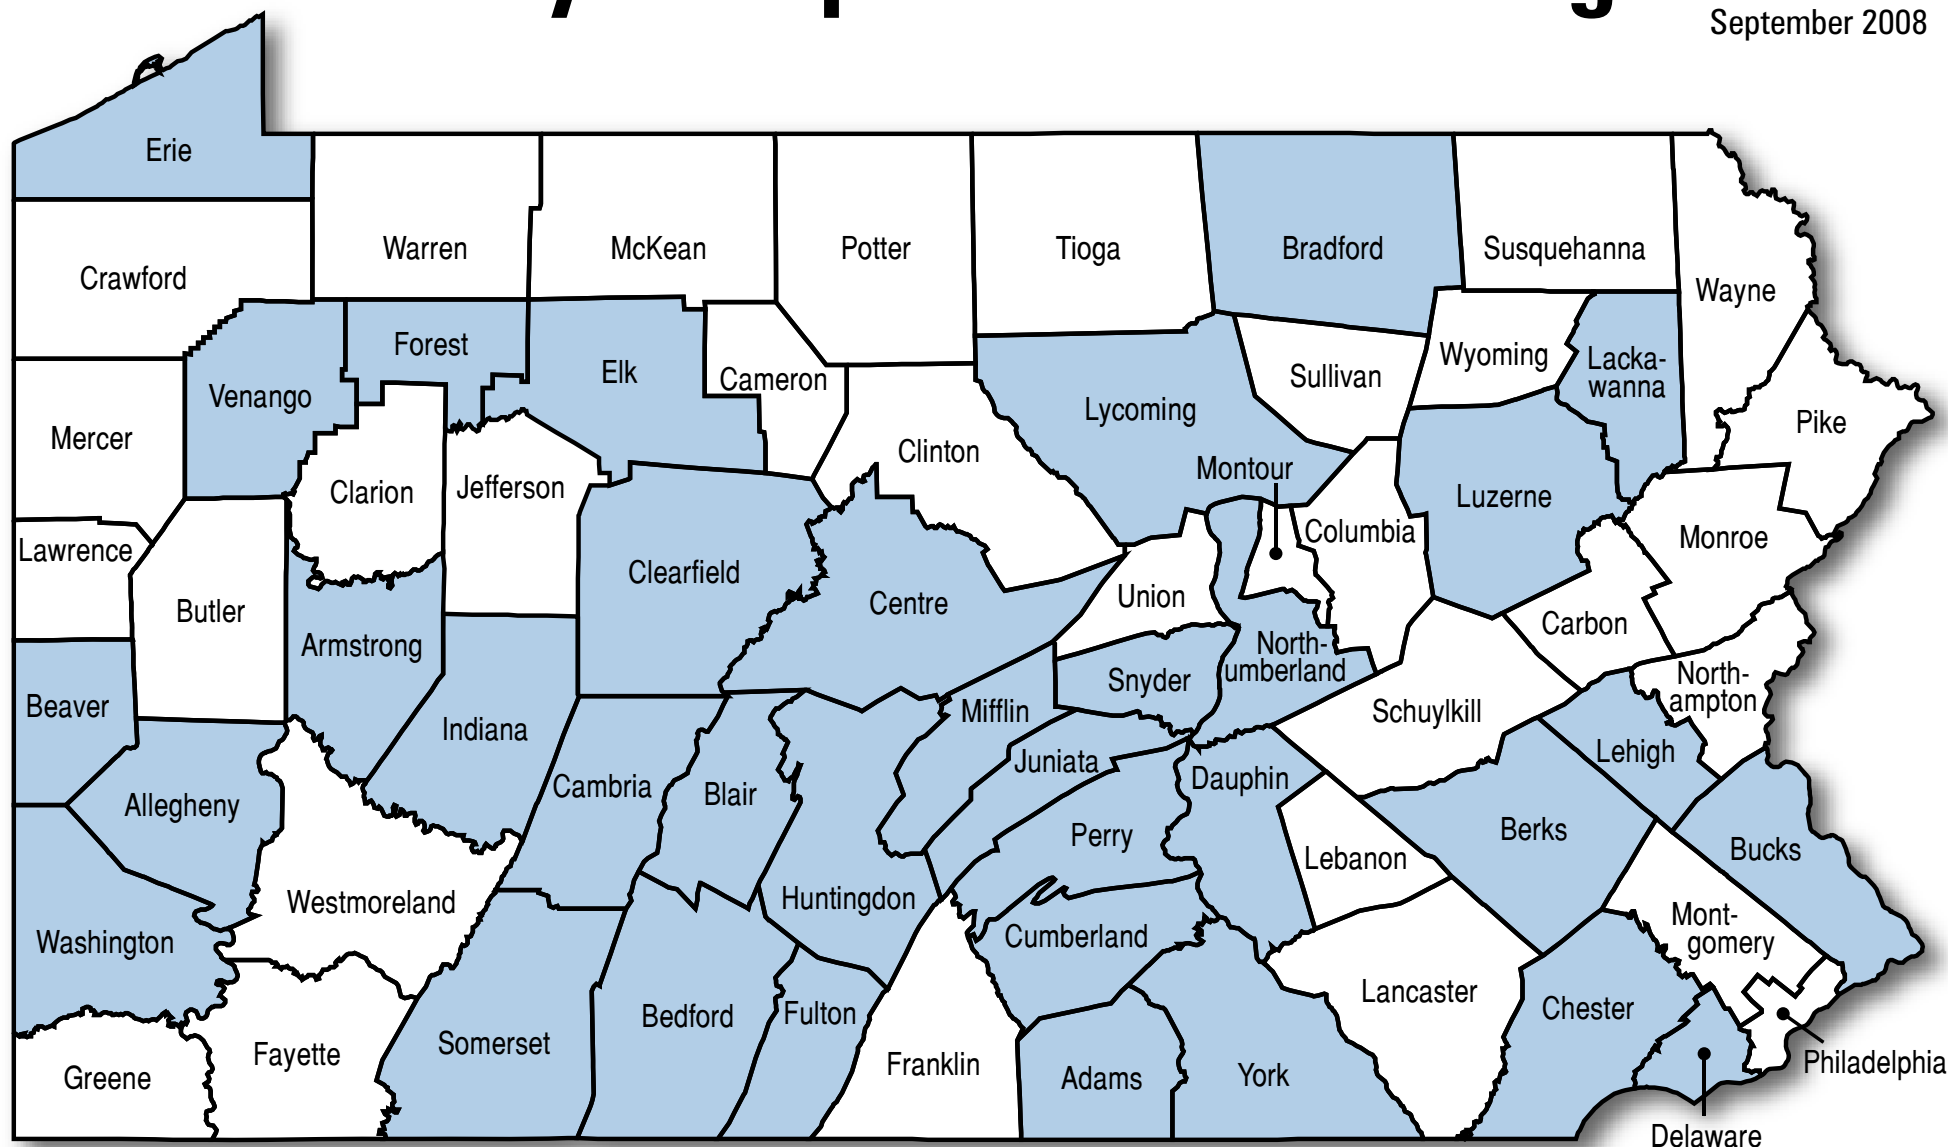 September 2008
Erie
Warren
McKean
Potter
Tioga
Bradford
Susquehanna
Crawford
Wayne
Forest
Elk
Cameron
Sullivan
Wyoming
Lacka-
wanna
Venango
Lycoming
Pike
Mercer
Clinton
Montour
Clarion
Jefferson
Luzerne
Columbia
Monroe
Lawrence
Clearfield
Centre
Union
Butler
Carbon
Armstrong
North-
umberland
Snyder
North-
ampton
Beaver
Indiana
Mifflin
Schuylkill
Lehigh
Juniata
Dauphin
Cambria
Blair
Allegheny
Perry
Berks
Bucks
Lebanon
Westmoreland
Huntingdon
Mont-
gomery
Washington
Cumberland
Lancaster
Chester
Bedford
Fulton
Somerset
Fayette
Franklin
Greene
Adams
York
Philadelphia
Delaware